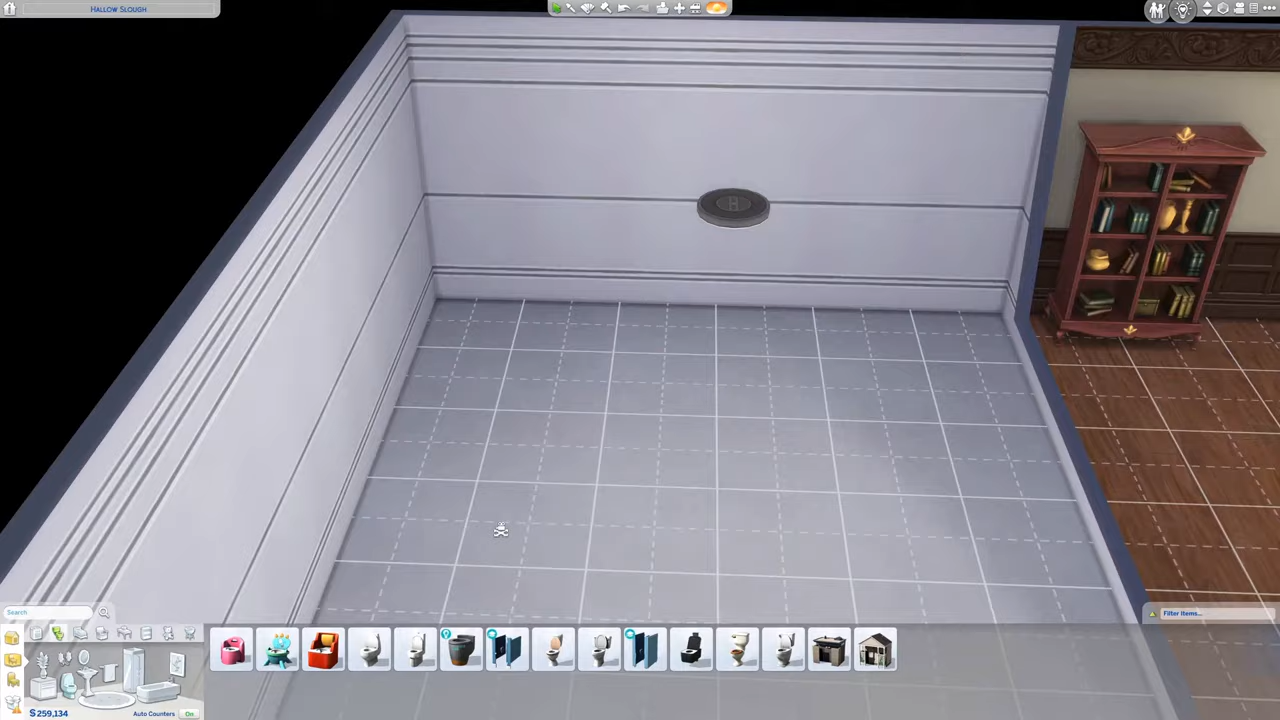 HALLOW SLOUGH
Search
Filter Items...
§259,134
Auto Counters
On